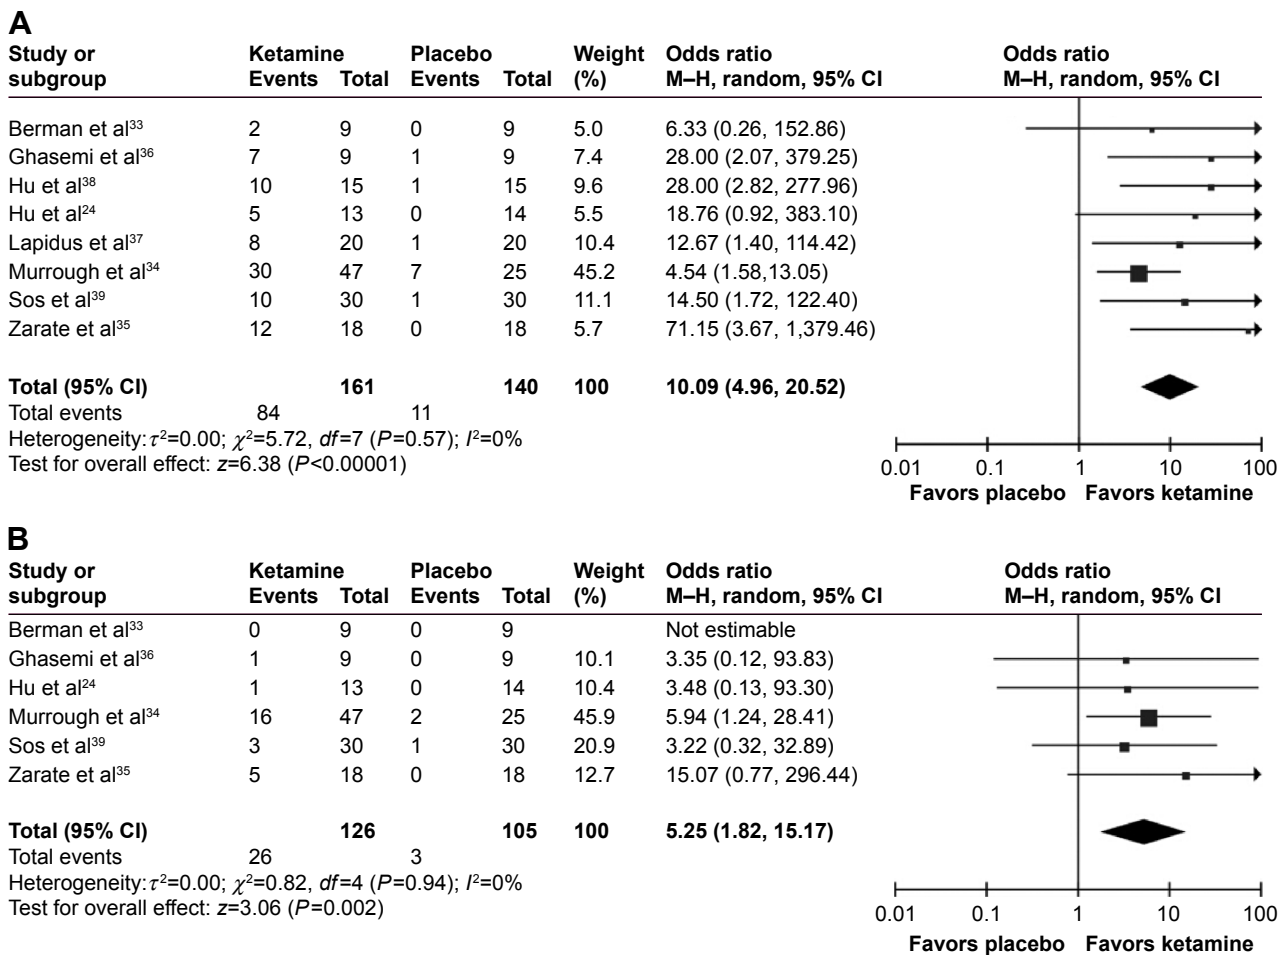 A
Study or Ketamine Placebo Weight Odds ratio Odds ratio
subgroup Events Total Events Total (%) M–H, random, 95% CI M–H, random, 95% CI
Berman et al33 2 9 0 9 5.0 6.33 (0.26, 152.86)
Ghasemi et al36 7 9 1 9 7.4 28.00 (2.07, 379.25)
Hu et al38 10 15 1 15 9.6 28.00 (2.82, 277.96)
Hu et al24 5 13 0 14 5.5 18.76 (0.92, 383.10)
Lapidus et al37 8 20 1 20 10.4 12.67 (1.40, 114.42)
Murrough et al34 30 47 7 25 45.2 4.54 (1.58,13.05)
Sos et al39 10 30 1 30 11.1 14.50 (1.72, 122.40)
Zarate et al35 12 18 0 18 5.7 71.15 (3.67, 1,379.46)
Total (95% CI) 161 140 100 10.09 (4.96, 20.52)
Total events 84 11
Heterogeneity: τ2=0.00; χ2=5.72, df=7 (P=0.57); I2=0%
Test for overall effect: z=6.38 (P<0.00001)
0.01 0.1 1 10 100
Favors placebo Favors ketamine
B
Study or Ketamine Placebo Weight Odds ratio Odds ratio
subgroup Events Total Events Total (%) M–H, random, 95% CI M–H, random, 95% CI
Berman et al33 0 9 0 9 Not estimable
Ghasemi et al36 1 9 0 9 10.1 3.35 (0.12, 93.83)
Hu et al24 1 13 0 14 10.4 3.48 (0.13, 93.30)
Murrough et al34 16 47 2 25 45.9 5.94 (1.24, 28.41)
Sos et al39 3 30 1 30 20.9 3.22 (0.32, 32.89)
Zarate et al35 5 18 0 18 12.7 15.07 (0.77, 296.44)
Total (95% CI) 126 105 100 5.25 (1.82, 15.17)
Total events 26 3
Heterogeneity: τ2=0.00; χ2=0.82, df=4 (P=0.94); I2=0%
Test for overall effect: z=3.06 (P=0.002)
0.01 0.1 1 10 100
Favors placebo Favors ketamine